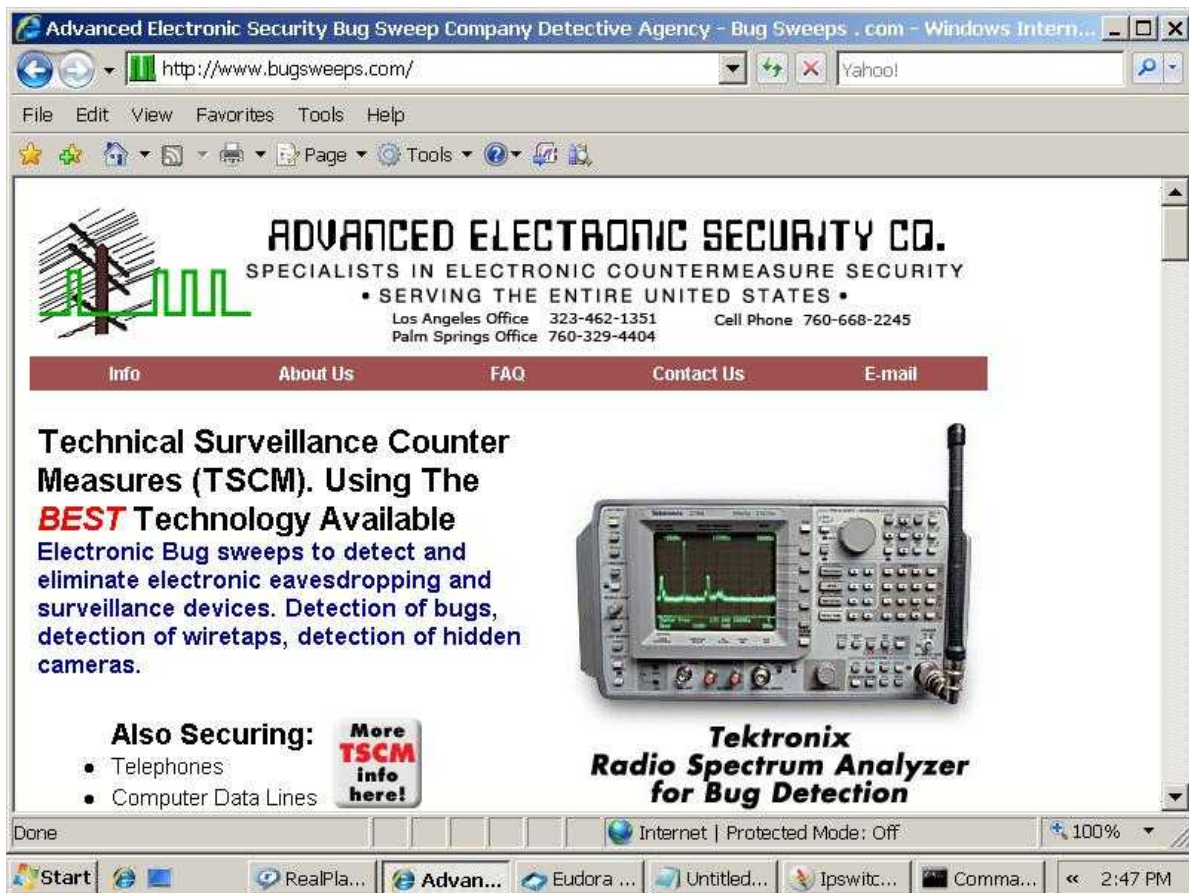 Advanced Electronic Security Bug Sweep Company Detective Agency - Bug Sweeps . com - Windows Intern...
http://www.bugsweeps.com/
Yahoo!
File Edit View Favorites Tools Help
Page Tools
ADVANCED ELECTRONIC SECURITY CO.
SPECIALISTS IN ELECTRONIC COUNTERMEASURE SECURITY
• SERVING THE ENTIRE UNITED STATES •
Los Angeles Office 323-462-1351 Cell Phone 760-668-2245
Palm Springs Office 760-329-4404
Info About Us FAQ Contact Us E-mail
Technical Surveillance Counter
Measures (TSCM). Using The
BEST Technology Available
Electronic Bug sweeps to detect and
eliminate electronic eavesdropping and
surveillance devices. Detection of bugs,
detection of wiretaps, detection of hidden
cameras.
Also Securing:
• Telephones
• Computer Data Lines
More
TSCM
info
here!
Tektronix
Tektronix
Radio Spectrum Analyzer
for Bug Detection
Done Internet | Protected Mode: Off 100%
Start RealPla... Advan... Eudora ... Untitled... Ipswitc... Comma... « 2:47 PM